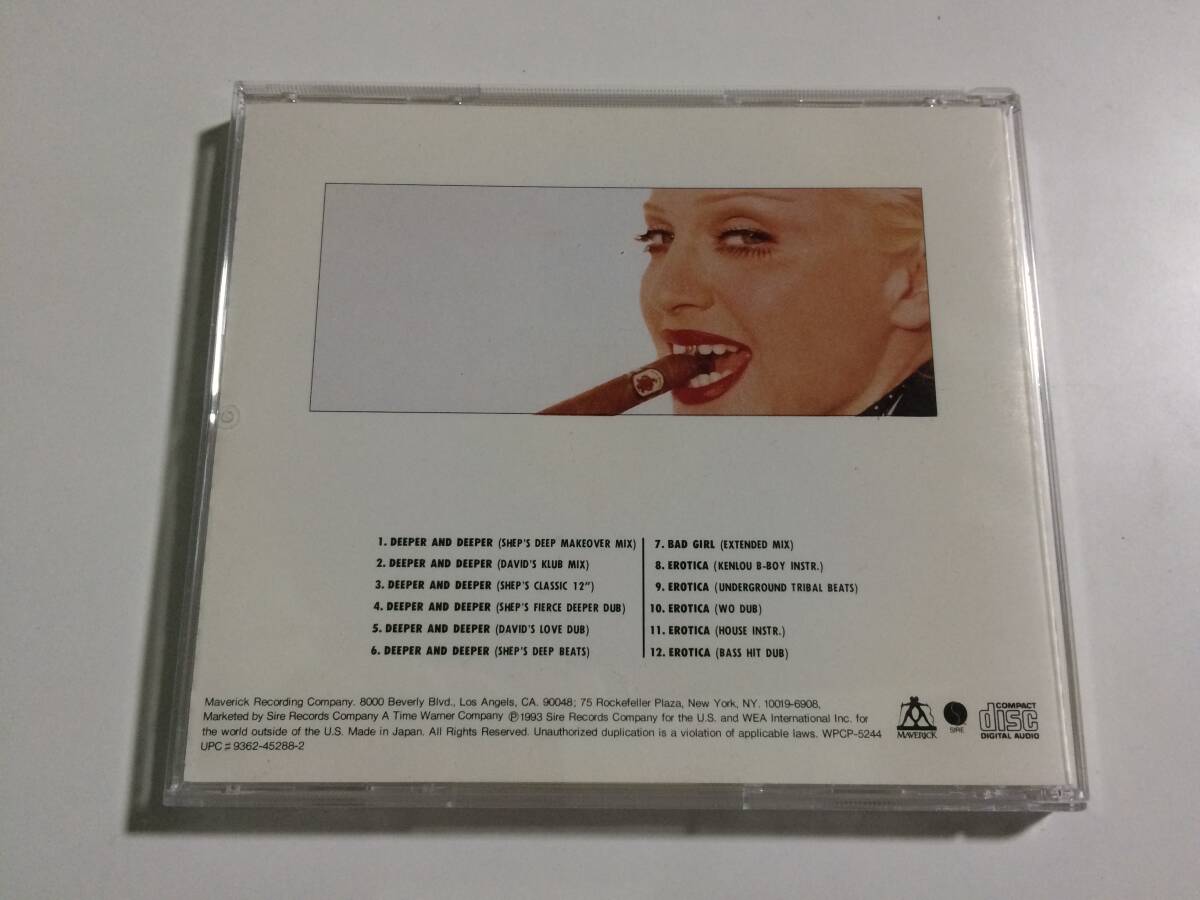 1. DEEPER AND DEEPER (SHEP'S DEEP MAKEOVER MIX)
2. DEEPER AND DEEPER (DAVID'S KLUB MIX)
3. DEEPER AND DEEPER (SHEP'S CLASSIC 12")
4. DEEPER AND DEEPER (SHEP'S FIERCE DEEPER DUB)
5. DEEPER AND DEEPER (DAVID'S LOVE DUB)
6. DEEPER AND DEEPER (SHEP'S DEEP BEATS)
7. BAD GIRL (EXTENDED MIX)
8. EROTICA (KENLOU B-BOY INSTR.)
9. EROTICA (UNDERGROUND TRIBAL BEATS)
10. EROTICA (WO DUB)
11. EROTICA (HOUSE INSTR.)
12. EROTICA (BASS HIT DUB)
Maverick Recording Company. 8000 Beverly Blvd., Los Angels, CA. 90048; 75 Rockefeller Plaza, New York, NY. 10019-6908,
Marketed by Sire Records Company A Time Warner Company ℗1993 Sire Records Company for the U.S. and WEA International Inc. for
the world outside of the U.S. Made in Japan. All Rights Reserved. Unauthorized duplication is a violation of applicable laws. WPCP-5244
UPC♯9362-45288-2
MAVERICK
SIRE
COMPACT
disc
DIGITAL AUDIO